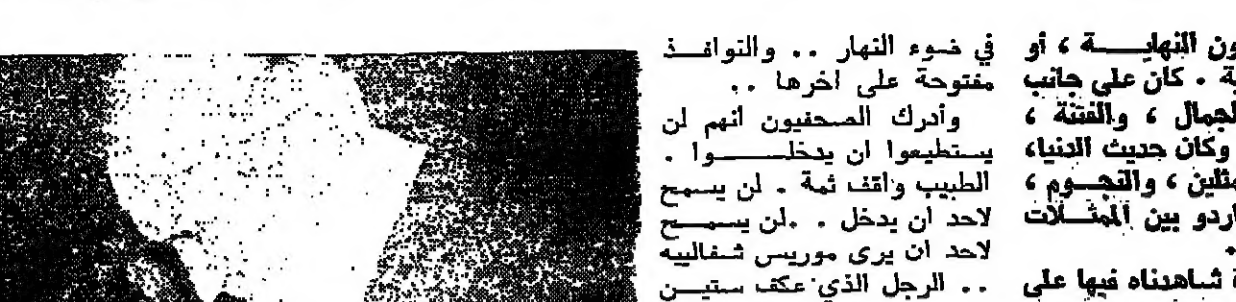 ون النهاية ، أو
ية . كان على جانب
لجمال ، والفتنة ،
وكان حديث الدنيا،
مثلين ، والنجوم ،
اردو بين الممثلات
.
ة شاهدناه فيها على
في ضوء النهار .. والنوافذ
مفتوحة على اخرها ..
وأدرك الصحفيون انهم لن
يستطيعوا ان يدخلوا .
الطبيب واقف ثمة . لن يسمح
لاحد ان يدخل . . لن يسمح
لاحد ان يرى موريس شفالييه
.. الرجل الذي عكف ستين